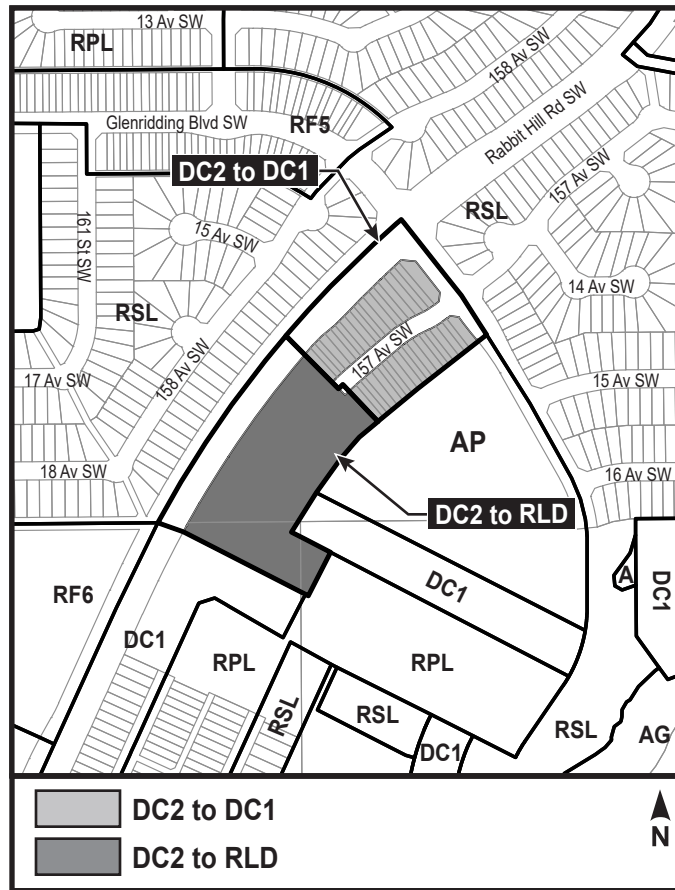 13 Av SW
RPL
158 Av SW
Glenridding Blvd SW
RF5
Rabbit Hill Rd SW
DC2 to DC1
157 Av SW
RSL
161 St SW
15 Av SW
14 Av SW
RSL
157 Av SW
17 Av SW
158 Av SW
15 Av SW
AP
18 Av SW
16 Av SW
DC2 to RLD
A
DC1
DC1
RF6
DC1
RPL
RPL
RSL
RSL
RSL
DC1
AG
DC2 to DC1
DC2 to RLD
N